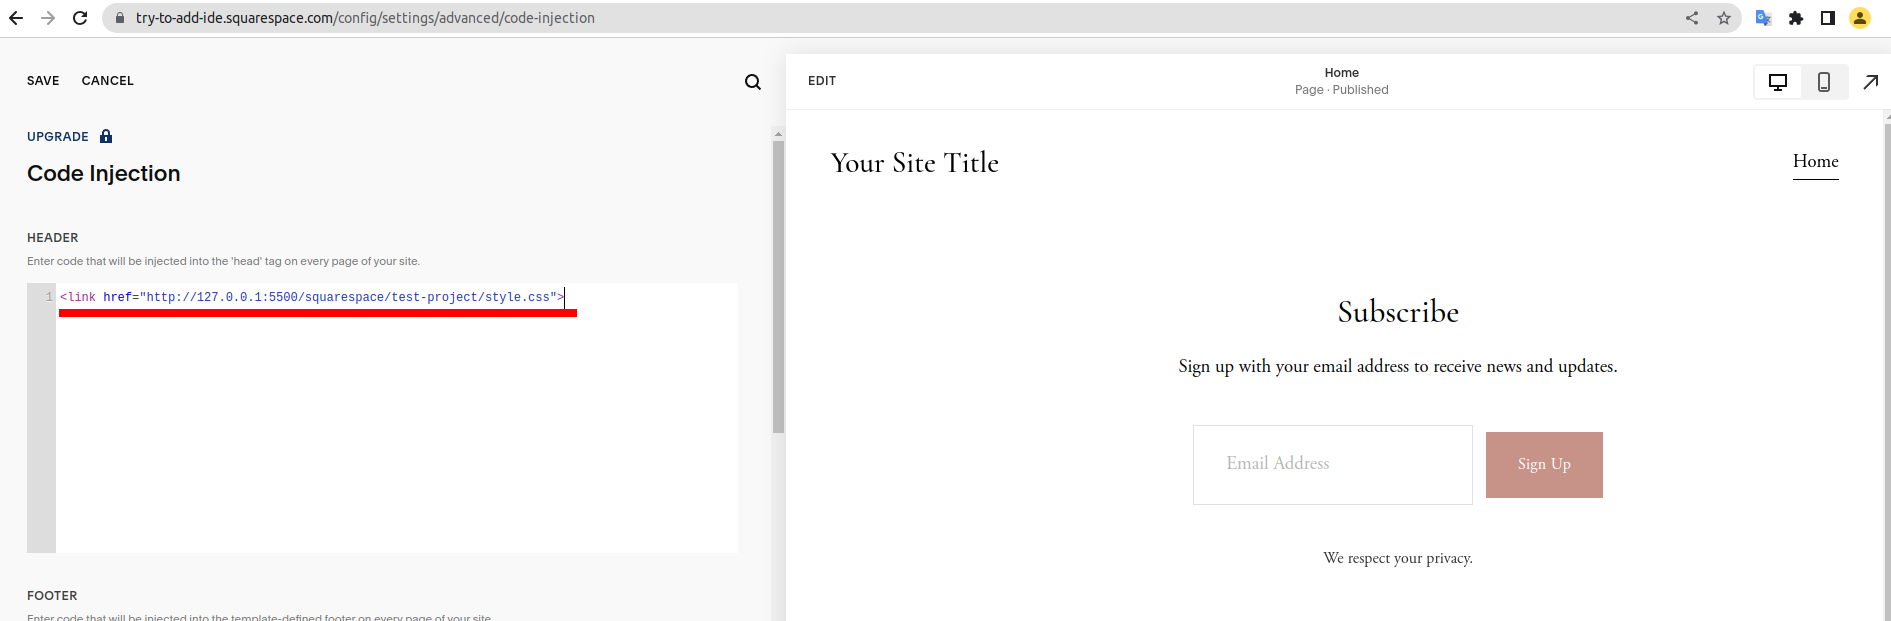 try-to-add-ide.squarespace.com/config/settings/advanced/code-injection
SAVE CANCEL
UPGRADE
Code Injection
HEADER
Enter code that will be injected into the 'head' tag on every page of your site.
1 <link href="http://127.0.0.1:5500/squarespace/test-project/style.css">
FOOTER
Enter code that will be injected into the template-defined footer on every page of your site.
EDIT
Home
Page · Published
Your Site Title
Home
Subscribe
Sign up with your email address to receive news and updates.
Email Address
Sign Up
We respect your privacy.